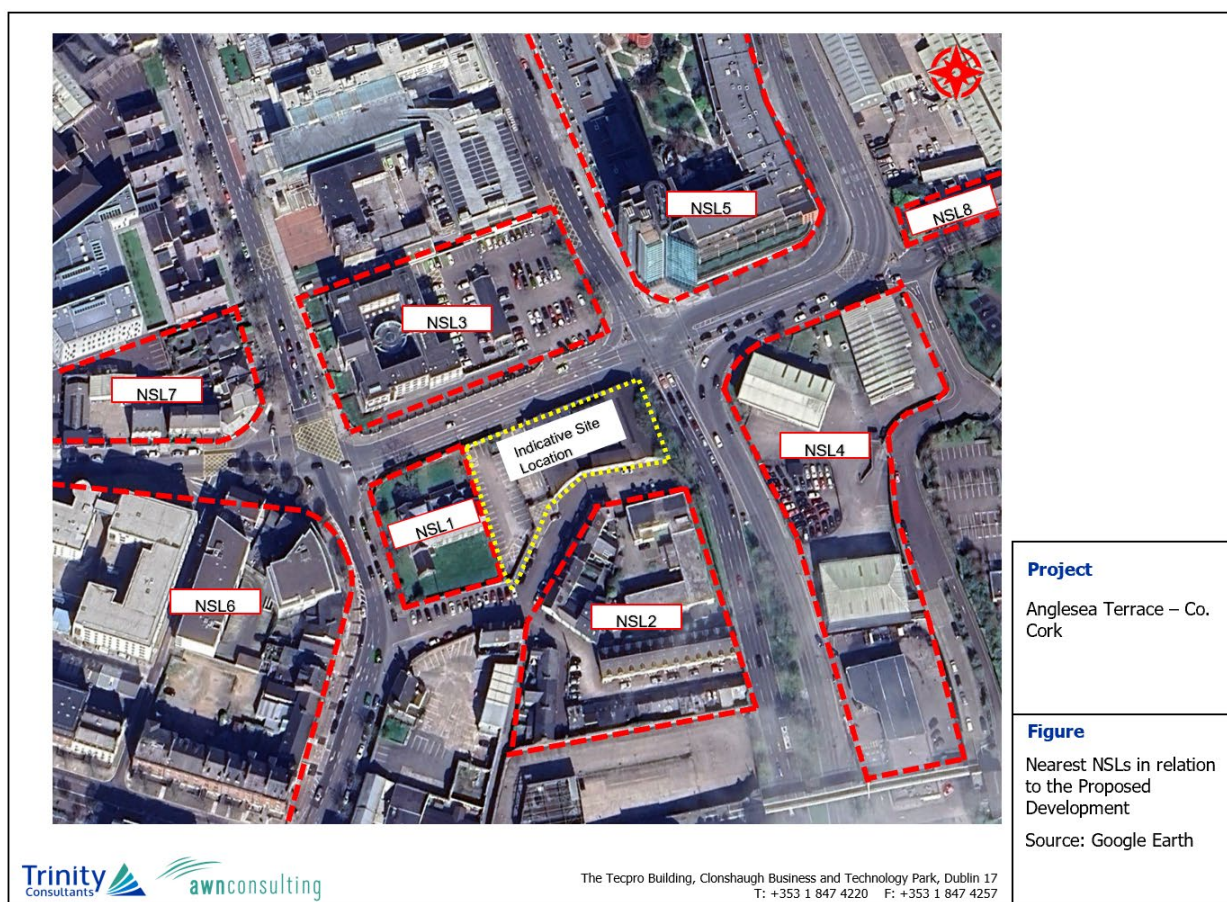 NSL5
NSL8
NSL3
NSL7
Indicative Site
Location
NSL4
NSL1
NSL6
NSL2
Project
Anglesea Terrace – Co.
Cork
Figure
Nearest NSLs in relation
to the Proposed
Development
Source: Google Earth
Trinity
Consultants
awnconsulting
The Tecpro Building, Clonshaugh Business and Technology Park, Dublin 17
T: +353 1 847 4220 F: +353 1 847 4257